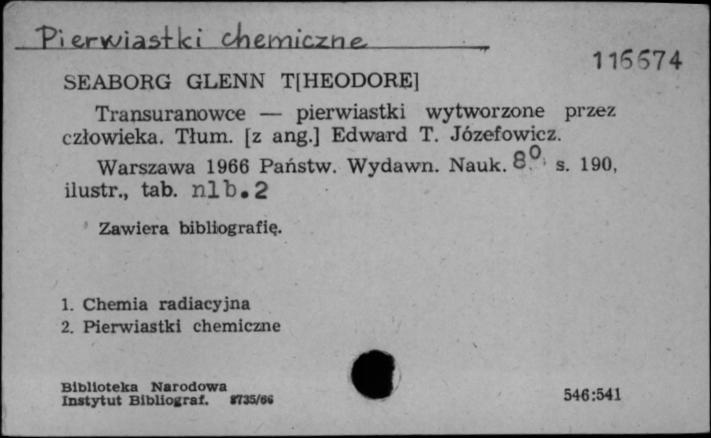 Pierwiastki chemiczne
116674
SEABORG GLENN T[HEODORE]
Transuranowce — pierwiastki wytworzone przez
człowieka. Tłum. [z ang.] Edward T. Józefowicz.
Warszawa 1966 Państw. Wydawn. Nauk. 8° s. 190,
ilustr., tab. nlb. 2
Zawiera bibliografię.
1. Chemia radiacyjna
2. Pierwiastki chemiczne
Biblioteka Narodowa
Instytut Bibliograf. 8735/66
546:541